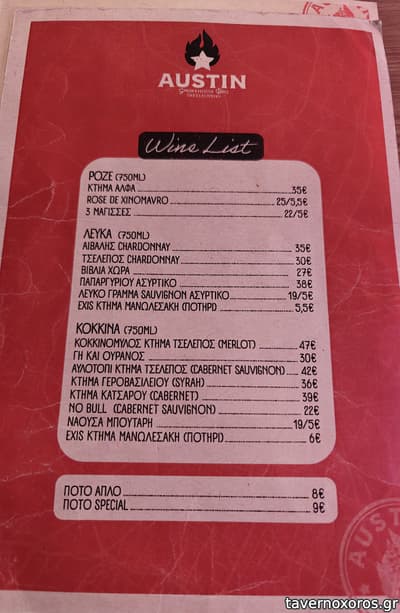 AUSTIN
Wine List
ΡΟΖΕ (750ML)
ΚΤΗΜΑ ΑΛΦΑ 35€
ROSE DE XINOMAVRO 25/5,5€
3 ΜΑΓΙΣΣΕΣ 22/5€
ΛΕΥΚΑ (750ML)
ΑΙΒΑΛΗΣ CHARDONNAY 35€
ΤΣΕΛΕΠΟΣ CHARDONNAY 30€
ΒΙΒΛΙΑ ΧΩΡΑ 27€
ΠΑΠΑΡΓΥΡΙΟΥ ΑΣΥΡΤΙΚΟ 38€
ΛΕΥΚΟ ΓΡΑΜΜΑ SAUVIGNON ΑΣΥΡΤΙΚΟ 19/5€
EXIS ΚΤΗΜΑ ΜΑΝΩΛΕΣΑΚΗ (ΠΟΤΗΡΙ) 5,5€
ΚΟΚΚΙΝΑ (750ML)
ΚΟΚΚΙΝΟΜΥΛΟΣ ΚΤΗΜΑ ΤΣΕΛΕΠΟΣ (MERLOT) 47€
ΓΗ ΚΑΙ ΟΥΡΑΝΟΣ 30€
ΑΥΛΟΤΟΠΙ ΚΤΗΜΑ ΤΣΕΛΕΠΟΣ (CABERNET SAUVIGNON) 42€
ΚΤΗΜΑ ΓΕΡΟΒΑΣΙΛΕΙΟΥ (SYRAH) 36€
ΚΤΗΜΑ ΚΑΤΣΑΡΟΥ (CABERNET) 39€
NO BULL (CABERNET SAUVIGNON) 22€
ΝΑΟΥΣΑ ΜΠΟΥΤΑΡΗ 19/5€
EXIS ΚΤΗΜΑ ΜΑΝΩΛΕΣΑΚΗ (ΠΟΤΗΡΙ) 6€
ΠΟΤΟ ΑΠΛΟ 8€
ΠΟΤΟ SPECIAL 9€
tavernoxoros.gr